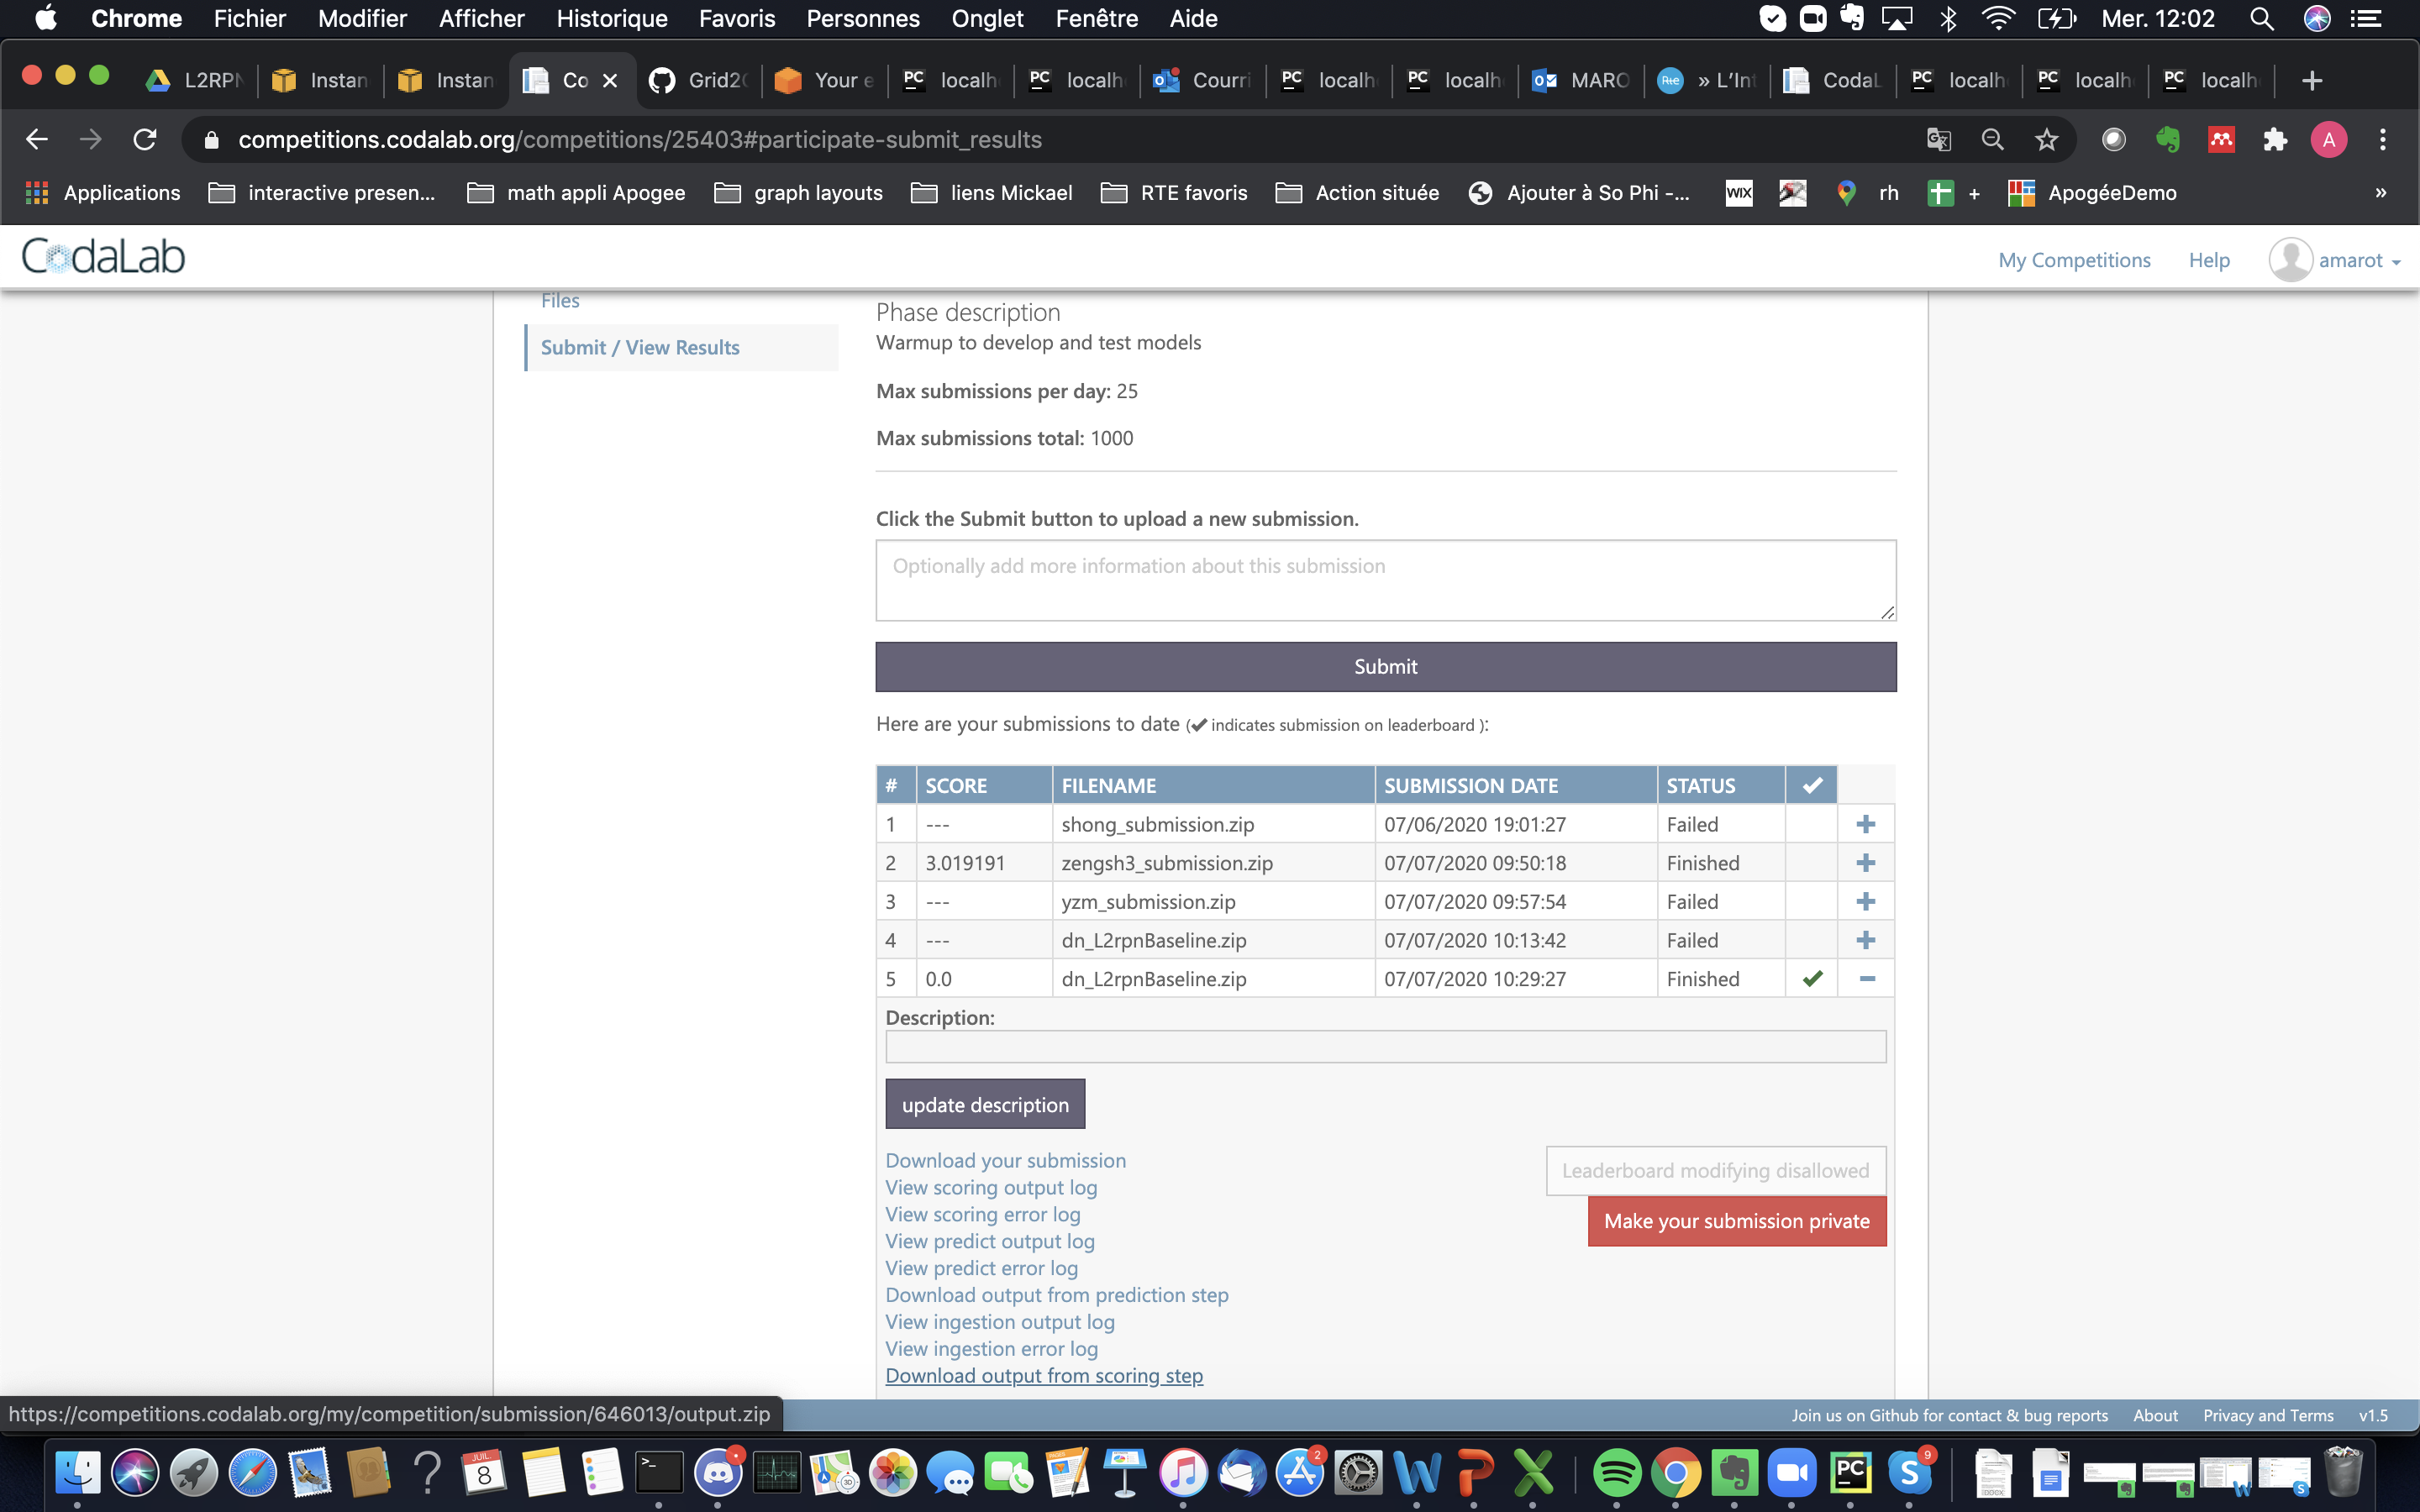 Chrome Fichier Modifier Afficher Historique Favoris Personnes Onglet Fenêtre Aide Mer. 12:02
L2RPN Instan Instan Co Grid2 Your e localh localh Courri localh localh MARO Rte » L'Int CodaL localh localh localh
competitions.codalab.org/competitions/25403#participate-submit_results A
Applications interactive presen... math appli Apogee graph layouts liens Mickael RTE favoris Action située Ajouter à So Phi -... WIX rh + ApogéeDemo »
CodaLab My Competitions Help amarot
Files
Submit / View Results
Phase description
Warmup to develop and test models
Max submissions per day: 25
Max submissions total: 1000
Click the Submit button to upload a new submission.
Optionally add more information about this submission
Submit
Here are your submissions to date (✔ indicates submission on leaderboard ):
# SCORE FILENAME SUBMISSION DATE STATUS ✔
1 --- shong_submission.zip 07/06/2020 19:01:27 Failed +
2 3.019191 zengsh3_submission.zip 07/07/2020 09:50:18 Finished +
3 --- yzm_submission.zip 07/07/2020 09:57:54 Failed +
4 --- dn_L2rpnBaseline.zip 07/07/2020 10:13:42 Failed +
5 0.0 dn_L2rpnBaseline.zip 07/07/2020 10:29:27 Finished ✔ −
Description:
update description
Download your submission
Leaderboard modifying disallowed
View scoring output log
View scoring error log
Make your submission private
View predict output log
View predict error log
Download output from prediction step
View ingestion output log
View ingestion error log
Download output from scoring step
https://competitions.codalab.org/my/competition/submission/646013/output.zip
Join us on Github for contact & bug reports About Privacy and Terms v1.5
JUIL. 8 2 PC 9